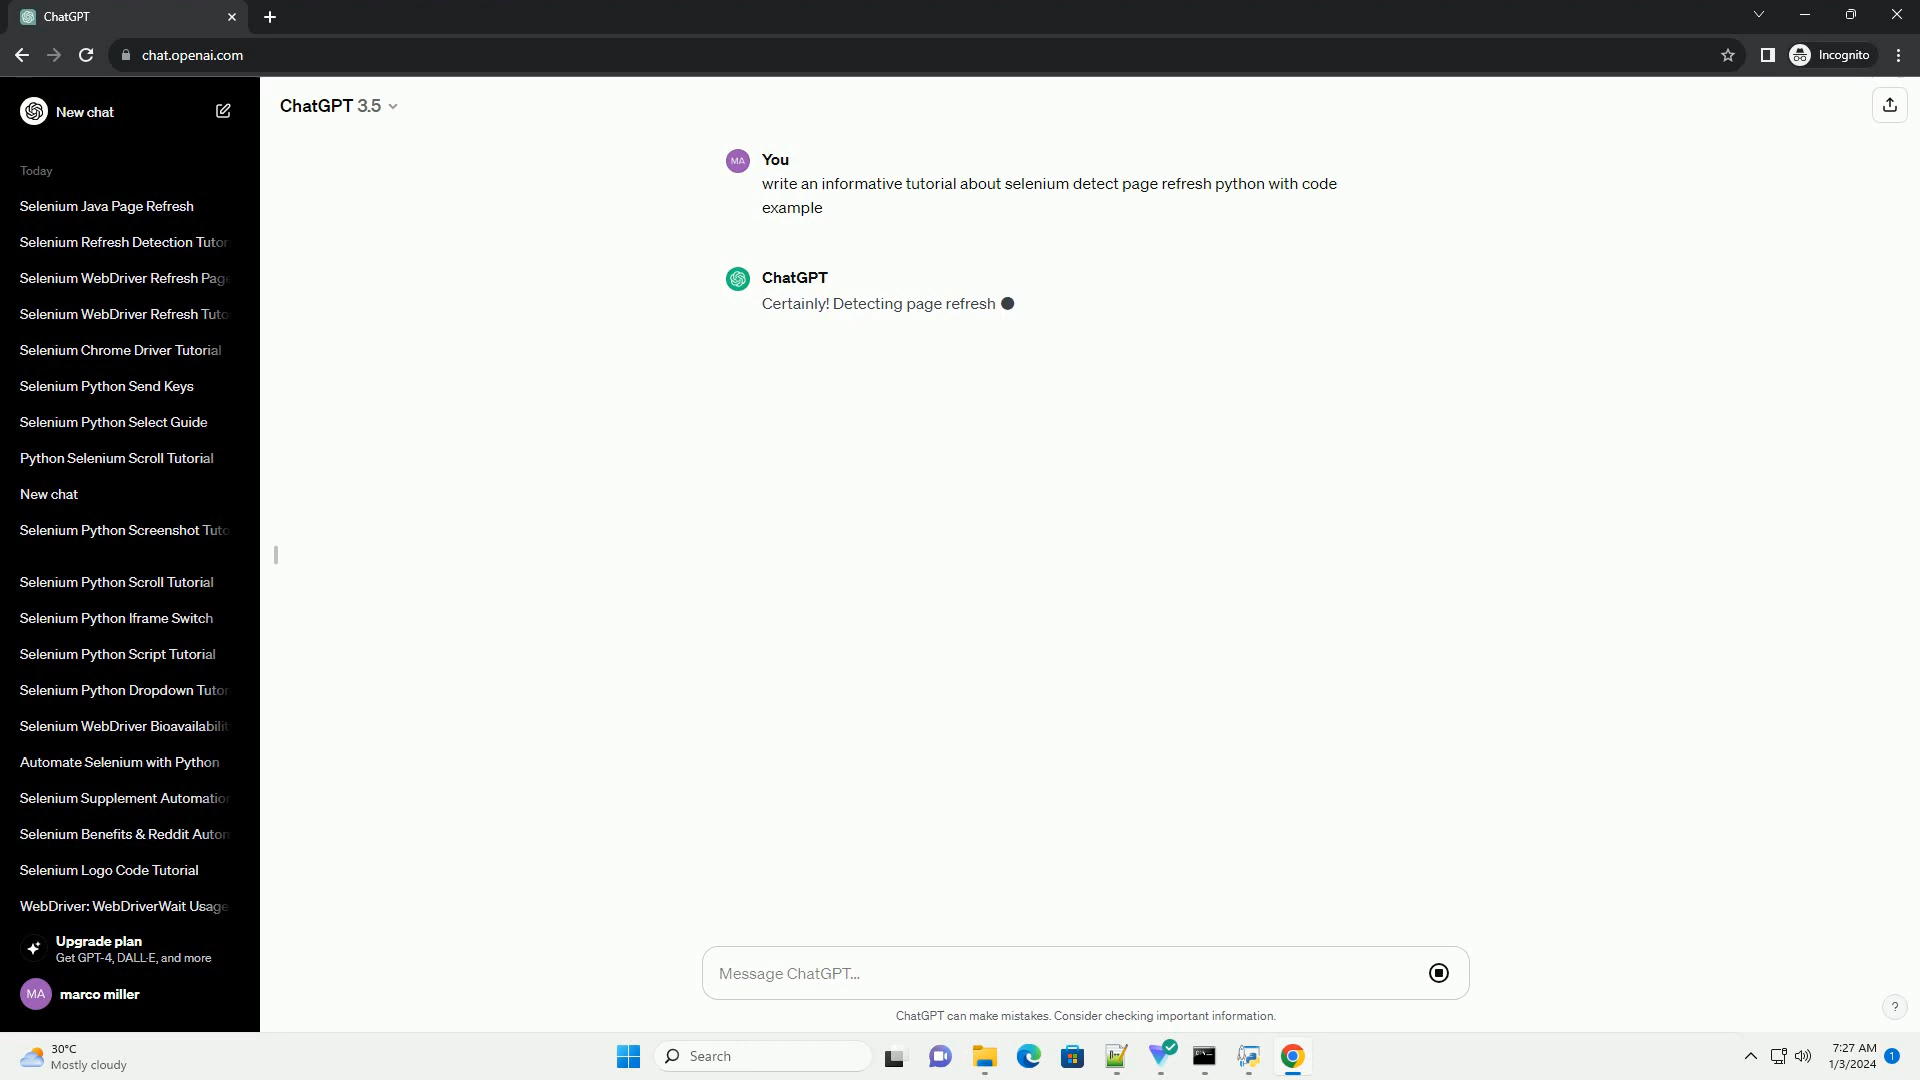 ChatGPT
chat.openai.com
Incognito
New chat
Today
Selenium Java Page Refresh
Selenium Refresh Detection Tutor
Selenium WebDriver Refresh Page
Selenium WebDriver Refresh Tuto
Selenium Chrome Driver Tutorial
Selenium Python Send Keys
Selenium Python Select Guide
Python Selenium Scroll Tutorial
New chat
Selenium Python Screenshot Tuto
Selenium Python Scroll Tutorial
Selenium Python Iframe Switch
Selenium Python Script Tutorial
Selenium Python Dropdown Tutor
Selenium WebDriver Bioavailabilit
Automate Selenium with Python
Selenium Supplement Automation
Selenium Benefits & Reddit Autom
Selenium Logo Code Tutorial
WebDriver: WebDriverWait Usage
Upgrade plan
Get GPT-4, DALL·E, and more
MA marco miller
ChatGPT 3.5
MA You
write an informative tutorial about selenium detect page refresh python with code
example
ChatGPT
Certainly! Detecting page refresh
Message ChatGPT...
ChatGPT can make mistakes. Consider checking important information.
?
30°C
Mostly cloudy
Search
7:27 AM
1/3/2024
1